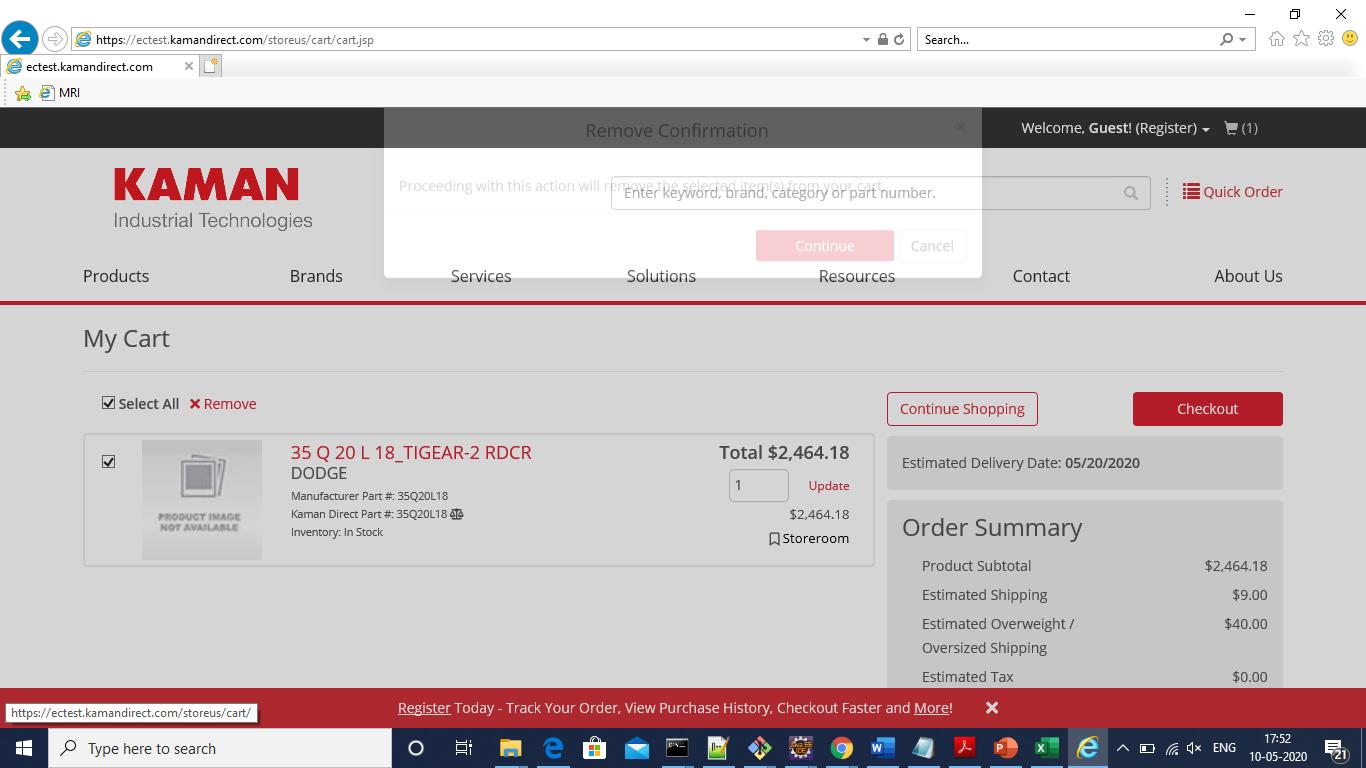 https://ectest.kamandirect.com/storeus/cart/cart.jsp
Search...
ectest.kamandirect.com
MRI
Remove Confirmation
×
Welcome, Guest! (Register)
(1)
Proceeding with this action will remove the selected item(s) from your cart.
KAMAN
Industrial Technologies
Enter keyword, brand, category or part number.
Quick Order
Continue
Cancel
Products
Brands
Services
Solutions
Resources
Contact
About Us
My Cart
Select All
Remove
Continue Shopping
Checkout
PRODUCT IMAGE
NOT AVAILABLE
35 Q 20 L 18_TIGEAR-2 RDCR
DODGE
Manufacturer Part #: 35Q20L18
Kaman Direct Part #: 35Q20L18
Inventory: In Stock
Total $2,464.18
1
Update
$2,464.18
Storeroom
Estimated Delivery Date: 05/20/2020
Order Summary
Product Subtotal $2,464.18
Estimated Shipping $9.00
Estimated Overweight / $40.00
Oversized Shipping
Estimated Tax $0.00
Register Today - Track Your Order, View Purchase History, Checkout Faster and More!
https://ectest.kamandirect.com/storeus/cart/
Type here to search
ENG
17:52
10-05-2020
21